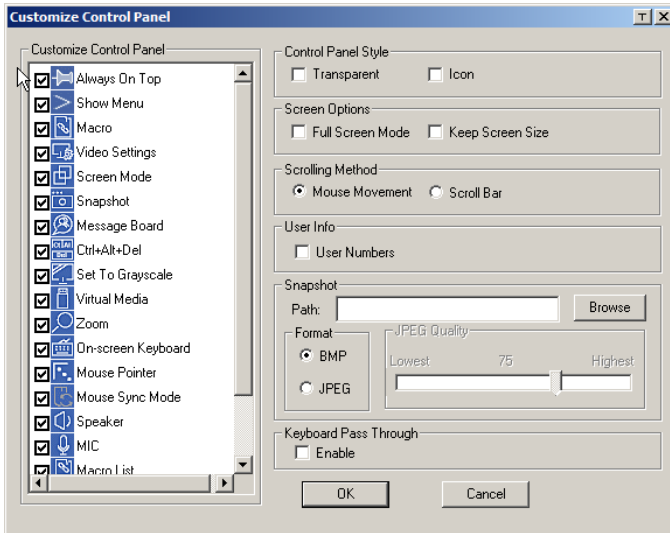 Customize Control Panel
Customize Control Panel
Always On Top
Show Menu
Macro
Video Settings
Screen Mode
Snapshot
Message Board
Ctrl+Alt+Del
Set To Grayscale
Virtual Media
Zoom
On-screen Keyboard
Mouse Pointer
Mouse Sync Mode
Speaker
MIC
Macro List
Control Panel Style
Transparent
Icon
Screen Options
Full Screen Mode
Keep Screen Size
Scrolling Method
Mouse Movement
Scroll Bar
User Info
User Numbers
Snapshot
Path:
Browse
Format
BMP
JPEG
JPEG Quality
Lowest 75 Highest
Keyboard Pass Through
Enable
OK
Cancel